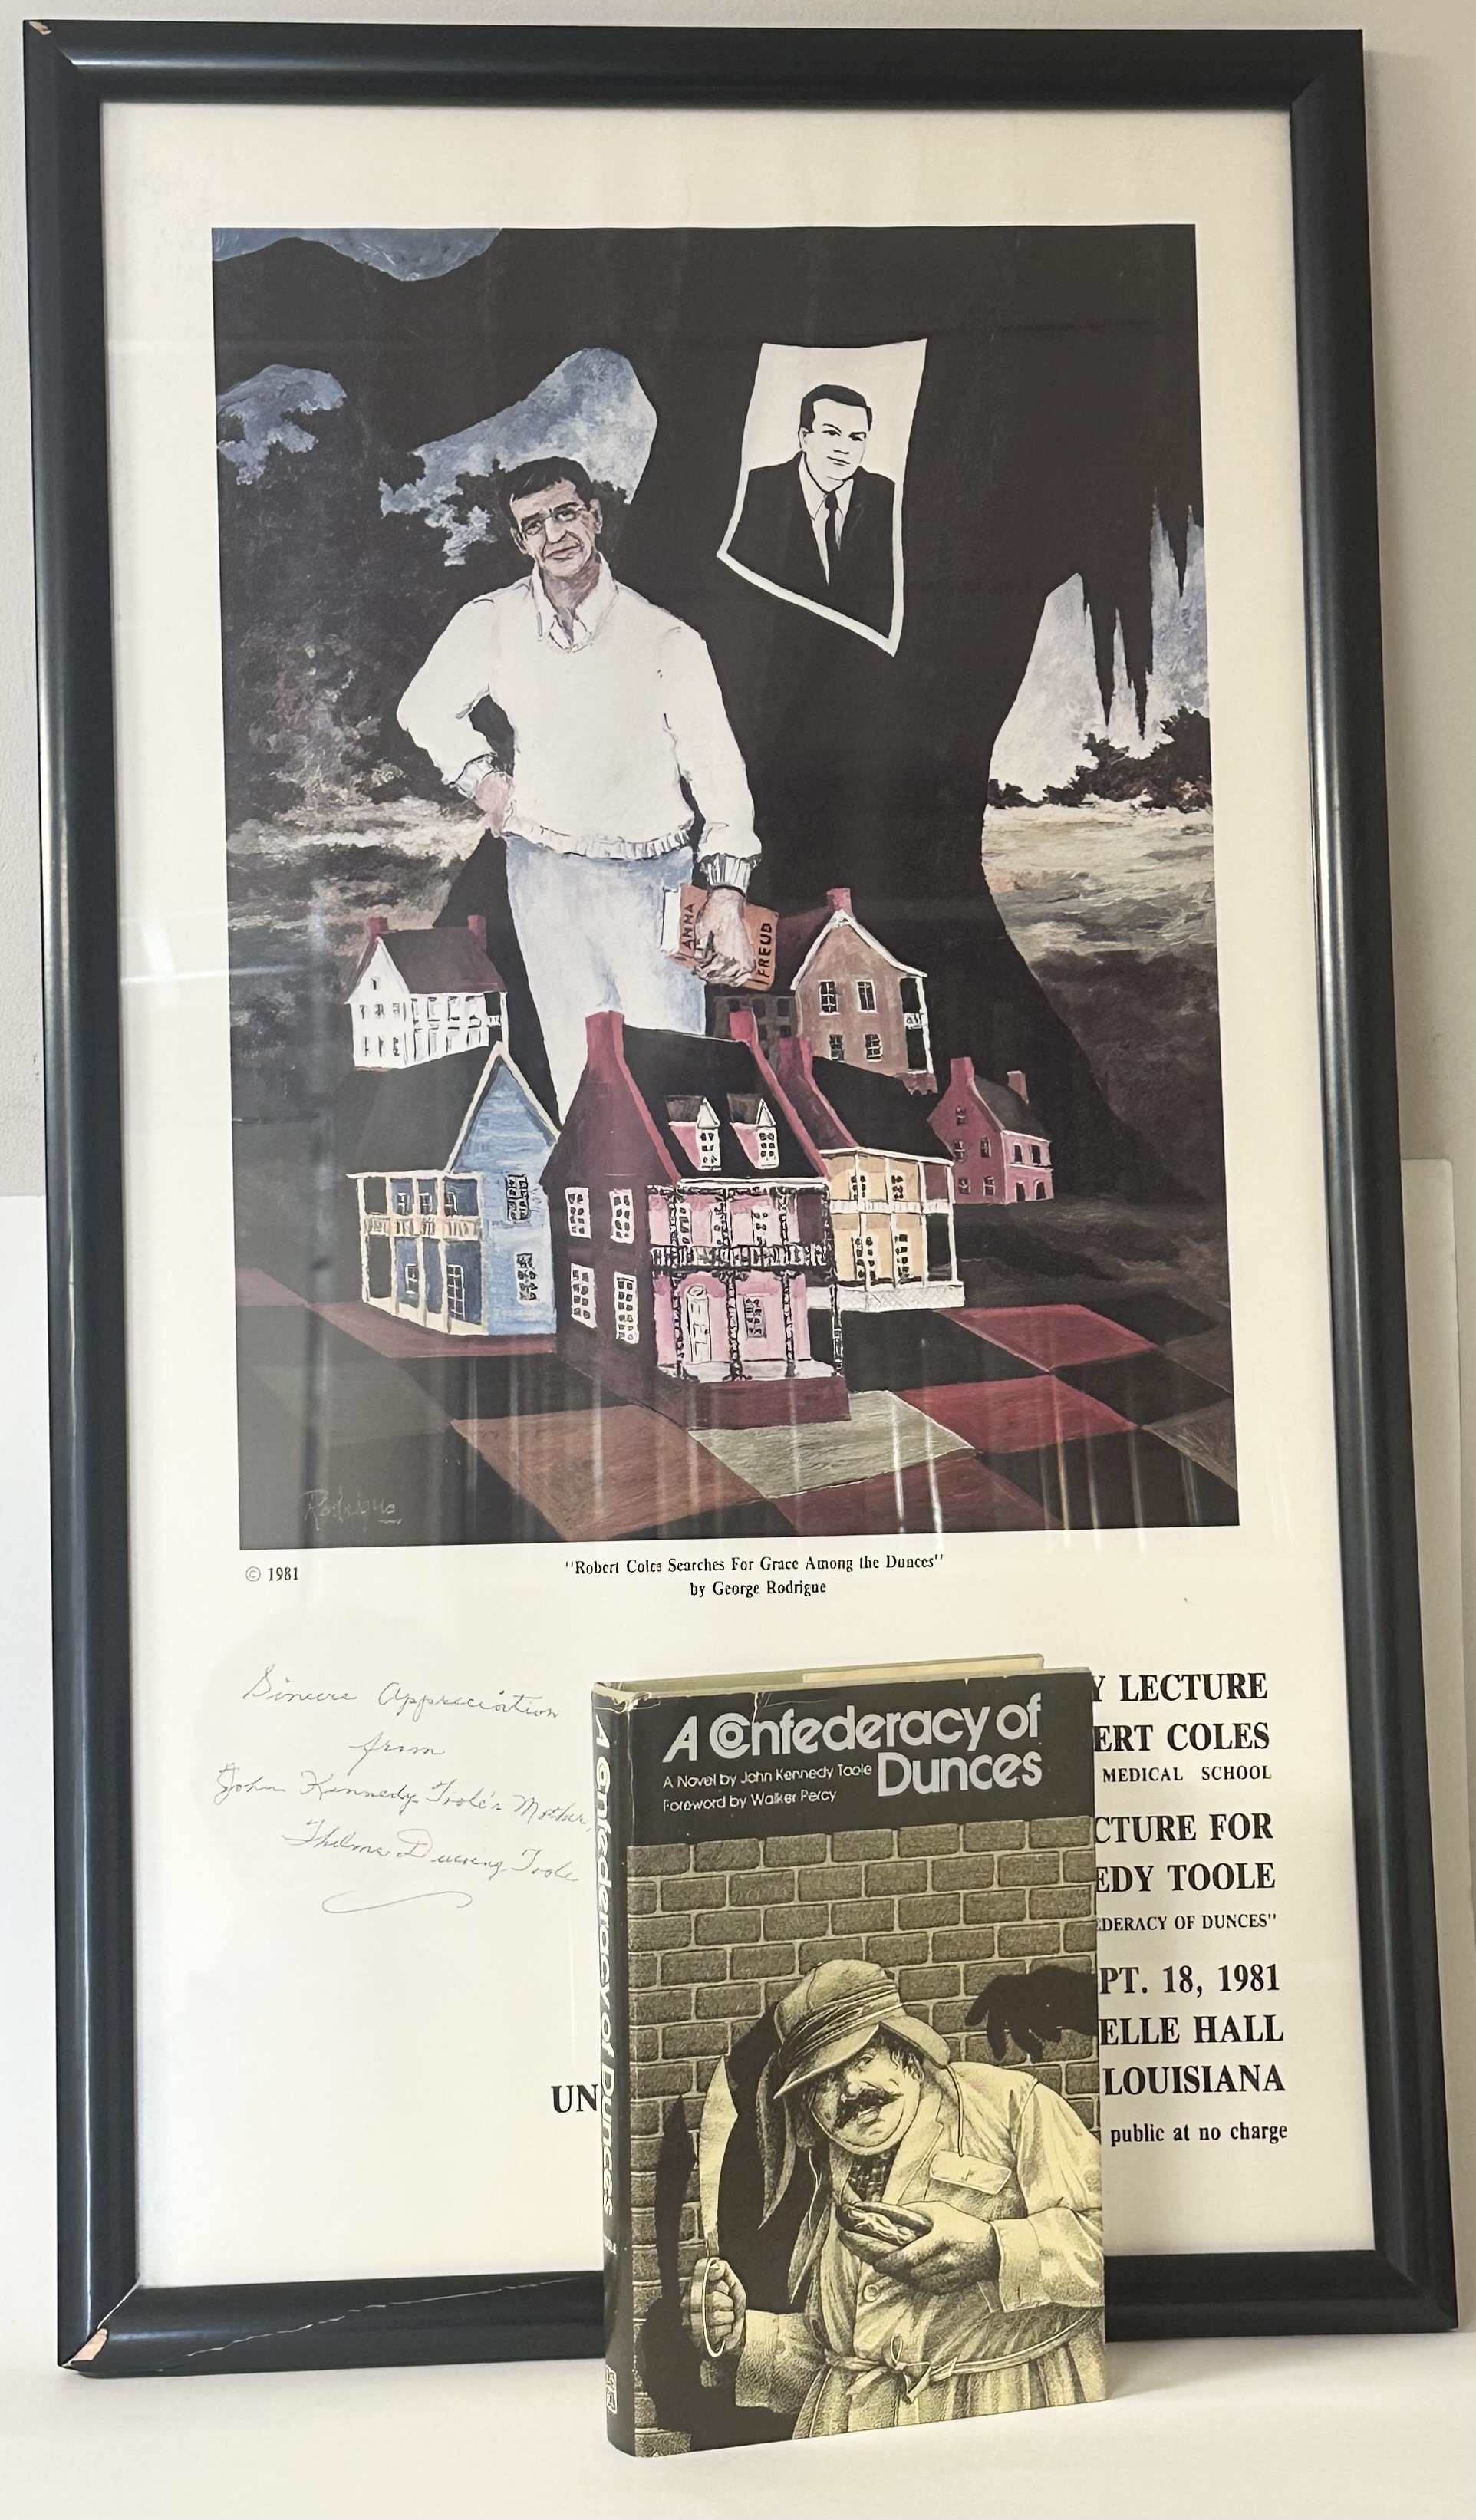 ANNA
FREUD
Rodrigue
© 1981
"Robert Coles Searches For Grace Among the Dunces"
by George Rodrigue
Sincere Appreciation
from
John Kennedy Toole's Mother,
Thelma Ducoing Toole
Y LECTURE
ERT COLES
MEDICAL SCHOOL
CTURE FOR
EDY TOOLE
DERACY OF DUNCES"
PT. 18, 1981
ELLE HALL
UN
LOUISIANA
public at no charge
A Confederacy of
Dunces
A Novel by John Kennedy Toole
Foreword by Walker Percy
A Confederacy of Dunces